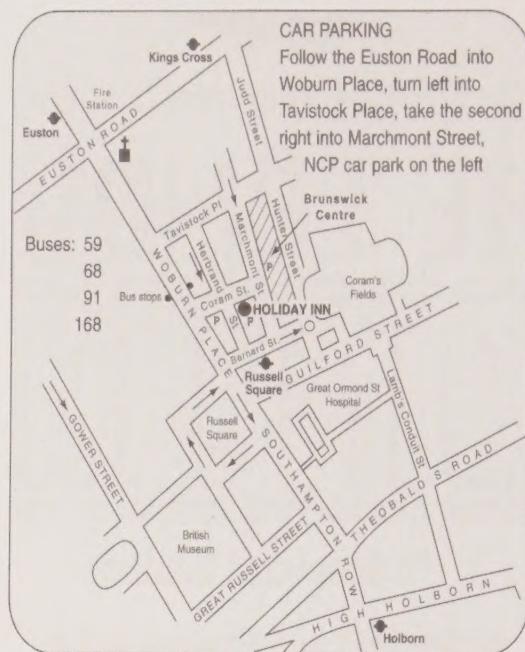 CAR PARKING
Follow the Euston Road into
Woburn Place, turn left into
Tavistock Place, take the second
right into Marchmont Street,
NCP car park on the left
Kings Cross
Fire
Station
Euston
EUSTON ROAD
Judd Street
Tavistock Pl
Hunter Street
Brunswick
Centre
Marchmont St
Herbrand St
Buses: 59
68
91
168
Bus stops
WOBURN PLACE
Coram St.
P
P
P
HOLIDAY INN
Coram's
Fields
Bernard St
Russell
Square
GUILFORD STREET
Great Ormond St
Hospital
Lamb's Conduit St
Russell
Square
GOWER STREET
SOUTHAMPTON ROW
THEOBALDS ROAD
British
Museum
GREAT RUSSELL STREET
HIGH HOLBORN
Holborn